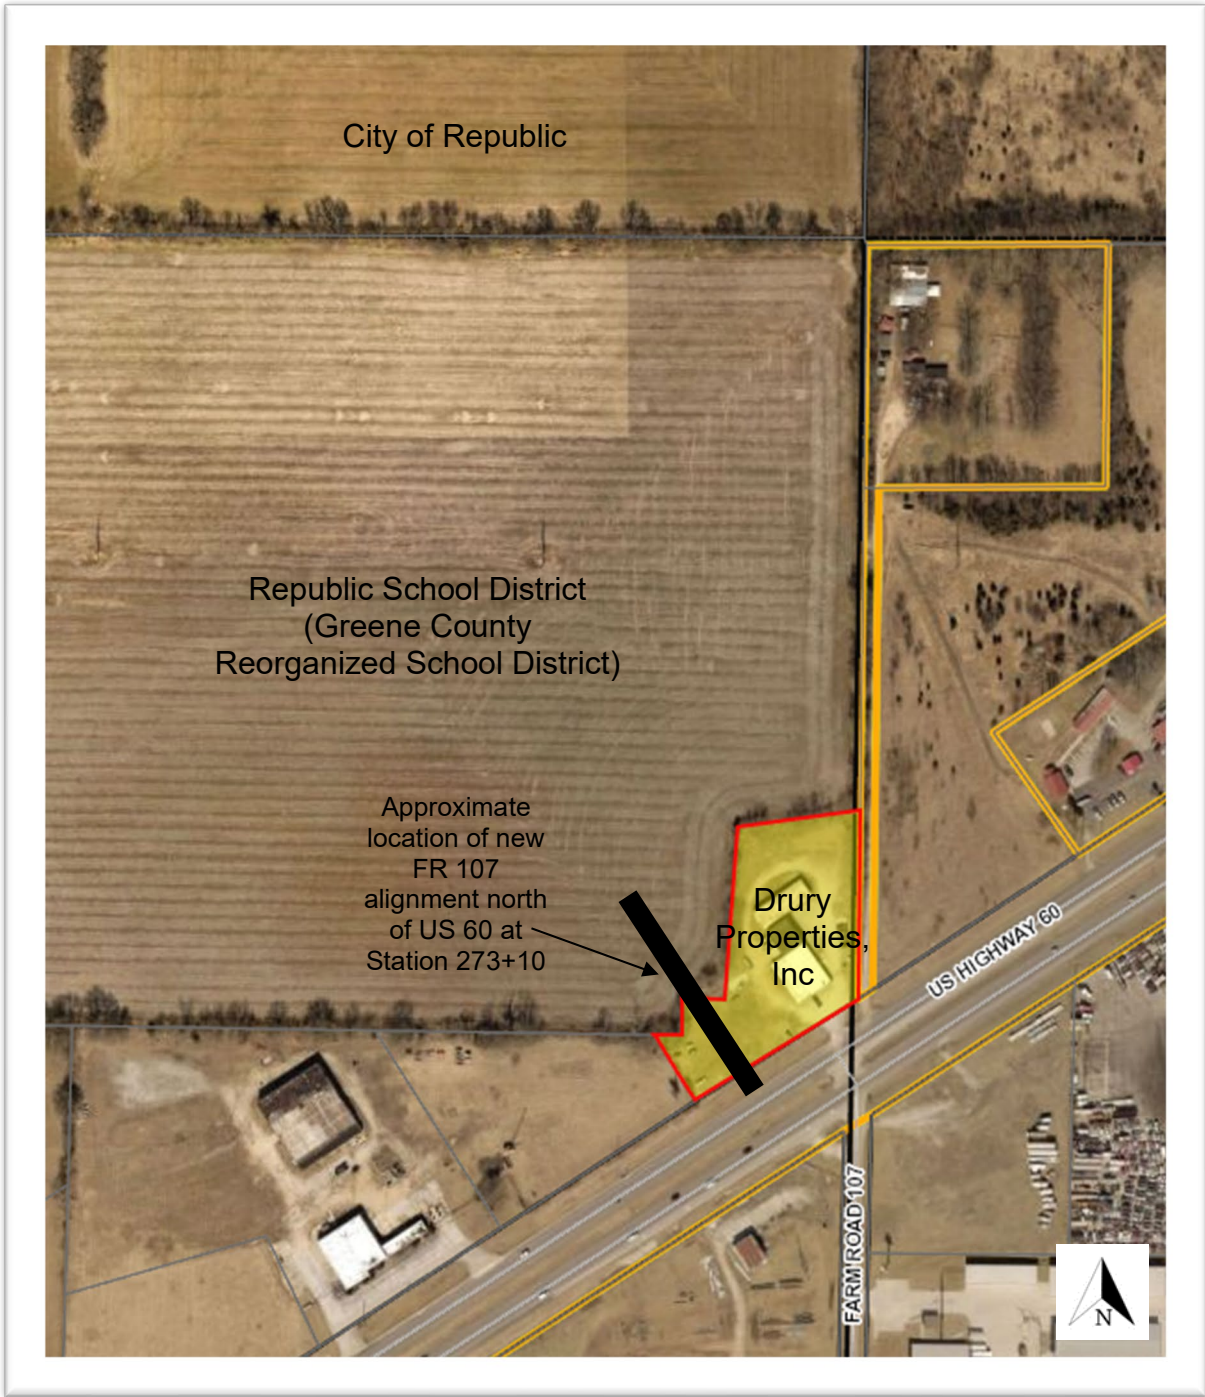 City of Republic
Republic School District
(Greene County
Reorganized School District)
Approximate
location of new
FR 107
alignment north
of US 60 at
Station 273+10
Drury
Properties,
Inc
US HIGHWAY 60
FARM ROAD 107
N